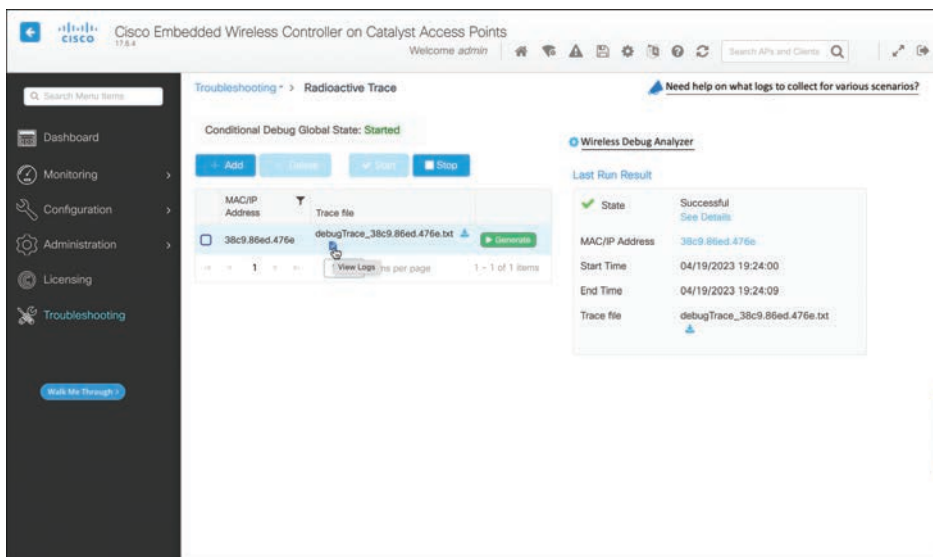 cisco
Cisco Embedded Wireless Controller on Catalyst Access Points
17.6.4
Welcome admin
Search APs and Clients
Search Menu Items
Dashboard
Monitoring
Configuration
Administration
Licensing
Troubleshooting
Walk Me Through >
Troubleshooting > Radioactive Trace
Need help on what logs to collect for various scenarios?
Conditional Debug Global State: Started
+ Add
Delete
Start
Stop
MAC/IP Address
Trace file
38c9.86ed.476e
debugTrace_38c9.86ed.476e.txt
Generate
1
View Logs
per page
1 - 1 of 1 items
Wireless Debug Analyzer
Last Run Result
State
Successful
See Details
MAC/IP Address
38c9.86ed.476e
Start Time
04/19/2023 19:24:00
End Time
04/19/2023 19:24:09
Trace file
debugTrace_38c9.86ed.476e.txt